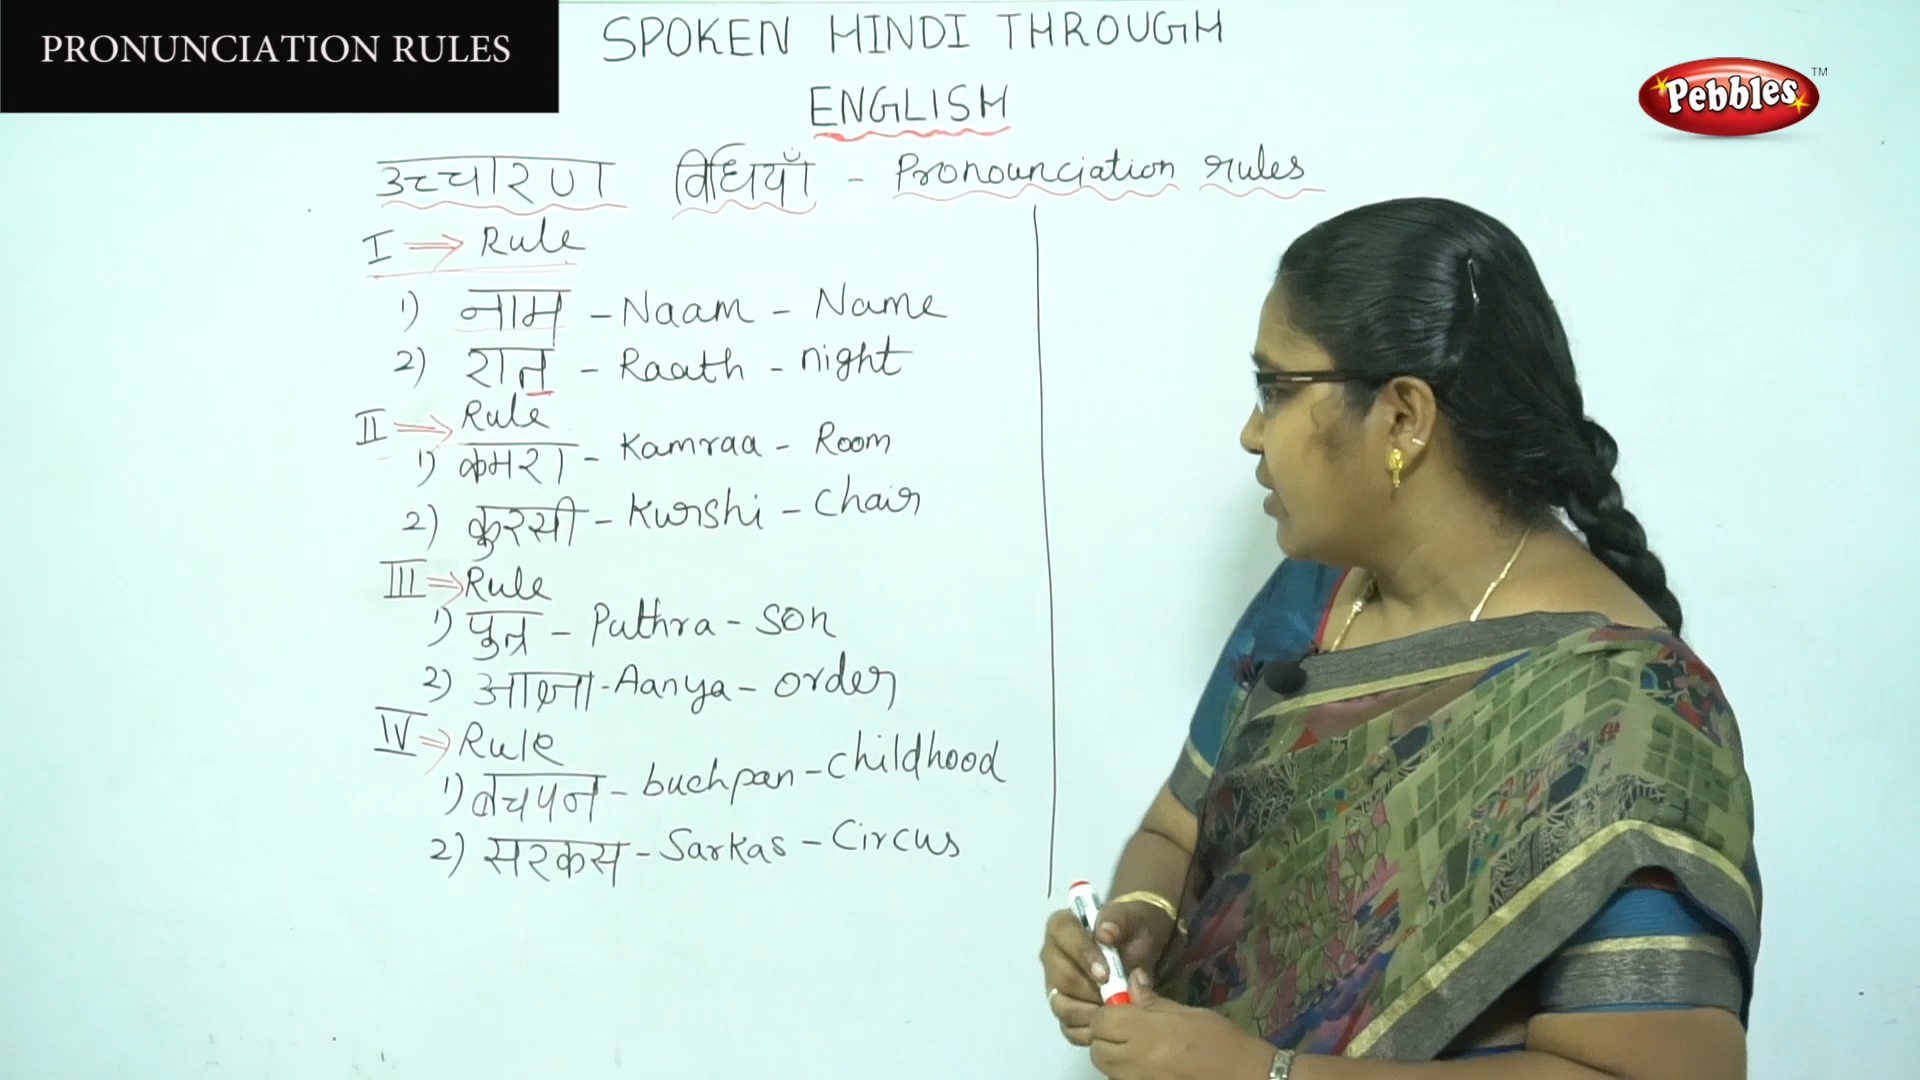 PRONUNCIATION RULES
SPOKEN HINDI THROUGH
ENGLISH
Pebbles™
उच्चारण विधियाँ - Pronounciation rules
I ⇒ Rule
1) नाम - Naam - Name
2) रात - Raath - night
II ⇒ Rule
1) कमरा - Kamraa - Room
2) कुरसी - Kurshi - Chair
III ⇒ Rule
1) पुत्र - Puthra - son
2) आज्ञा - Aanya - order
IV ⇒ Rule
1) बचपन - buchpan - childhood
2) सरकस - Sarkas - Circus